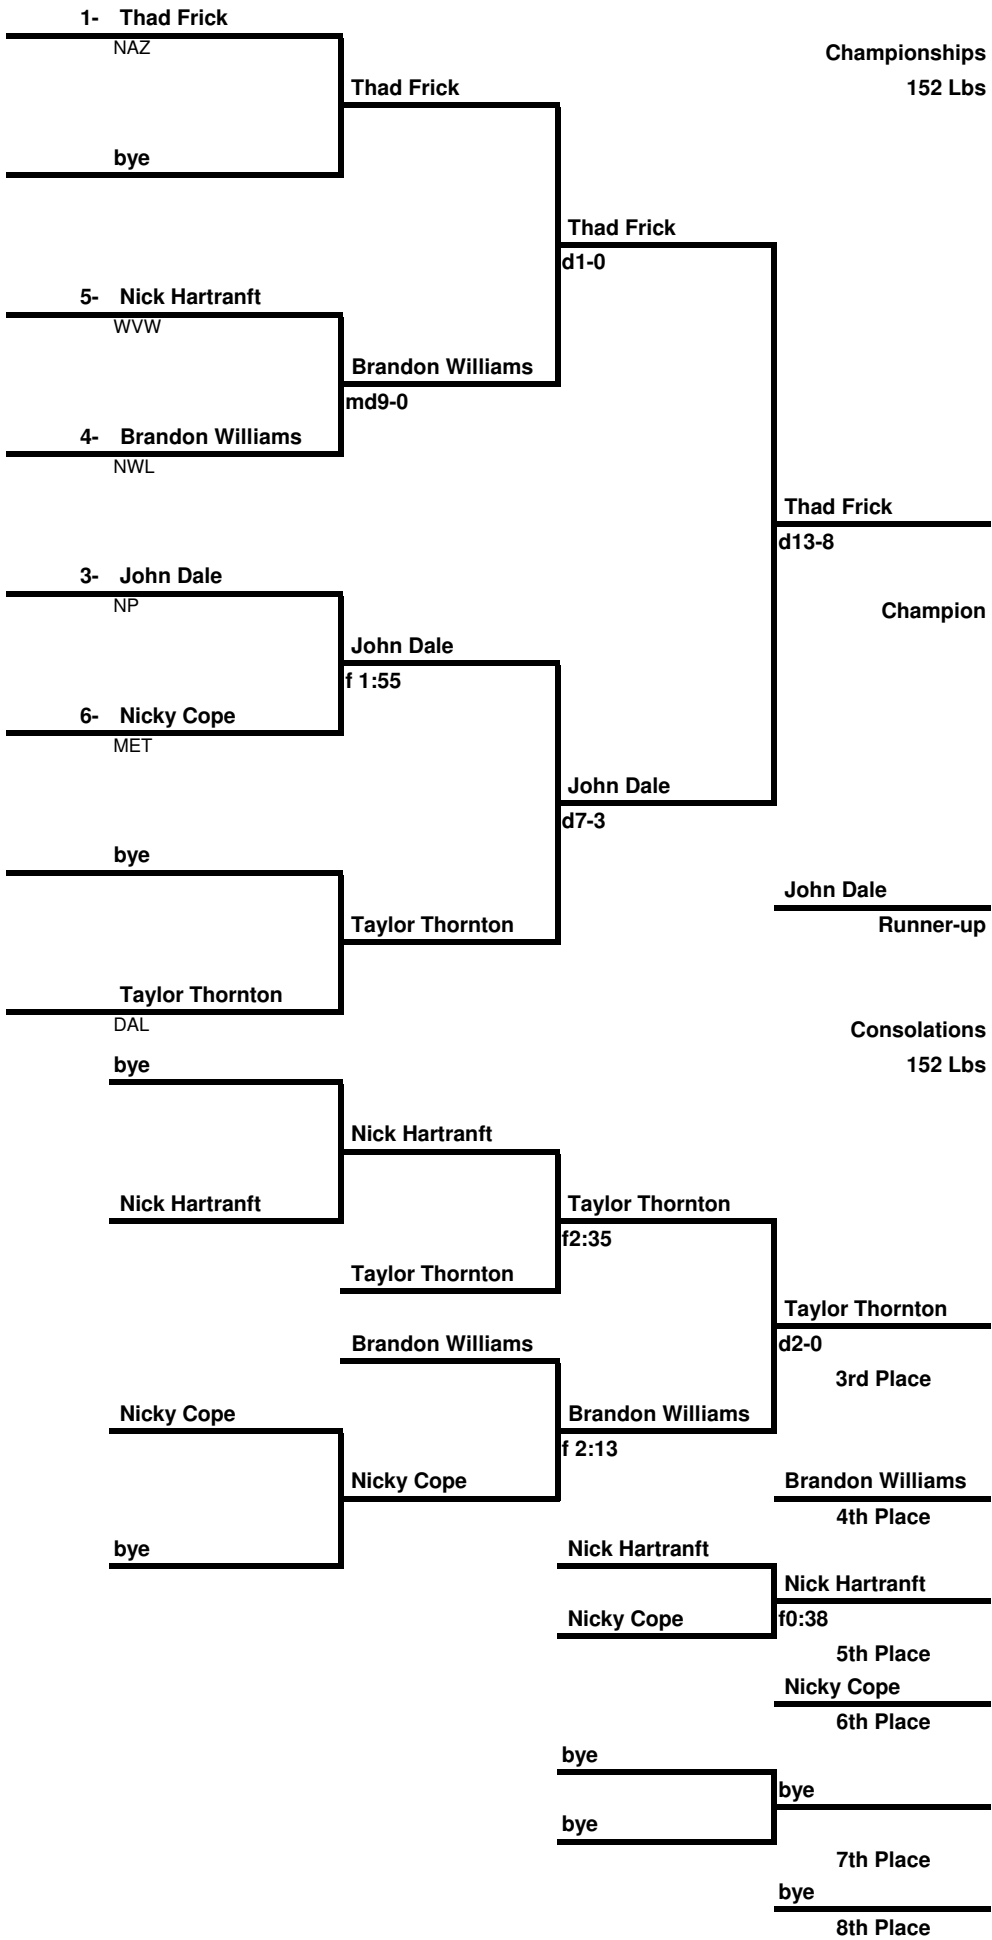 1- Thad Frick
NAZ
Championships
152 Lbs
Thad Frick
bye
Thad Frick
d1-0
5- Nick Hartranft
WVW
Brandon Williams
md9-0
4- Brandon Williams
NWL
Thad Frick
d13-8
3- John Dale
NP
Champion
John Dale
f 1:55
6- Nicky Cope
MET
John Dale
d7-3
bye
John Dale
Runner-up
Taylor Thornton
Taylor Thornton
DAL
Consolations
152 Lbs
bye
Nick Hartranft
Nick Hartranft
Taylor Thornton
f2:35
Taylor Thornton
Taylor Thornton
d2-0
3rd Place
Brandon Williams
Nicky Cope
Brandon Williams
f 2:13
Nicky Cope
Brandon Williams
4th Place
bye
Nick Hartranft
Nick Hartranft
f0:38
Nicky Cope
5th Place
Nicky Cope
6th Place
bye
bye
bye
7th Place
bye
8th Place